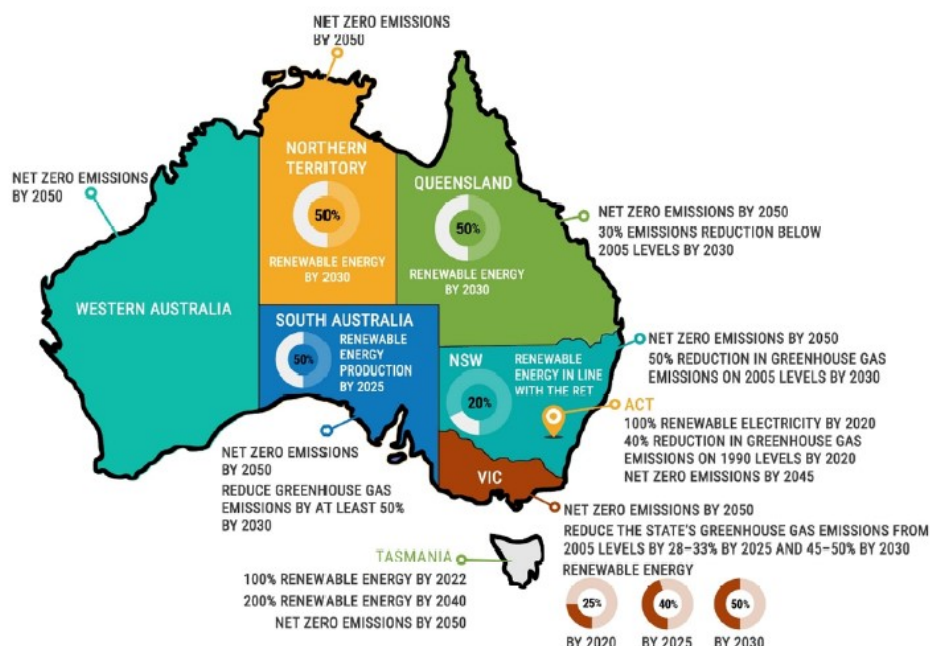 NET ZERO EMISSIONS
BY 2050
NORTHERN
TERRITORY
50%
RENEWABLE ENERGY
BY 2030
QUEENSLAND
50%
RENEWABLE ENERGY
BY 2030
NET ZERO EMISSIONS
BY 2050
WESTERN AUSTRALIA
NET ZERO EMISSIONS BY 2050
30% EMISSIONS REDUCTION BELOW
2005 LEVELS BY 2030
SOUTH AUSTRALIA
50%
RENEWABLE
ENERGY
PRODUCTION
BY 2025
NSW
20%
RENEWABLE
ENERGY IN LINE
WITH THE RET
NET ZERO EMISSIONS BY 2050
50% REDUCTION IN GREENHOUSE GAS
EMISSIONS ON 2005 LEVELS BY 2030
ACT
100% RENEWABLE ELECTRICITY BY 2020
40% REDUCTION IN GREENHOUSE GAS
EMISSIONS ON 1990 LEVELS BY 2020
NET ZERO EMISSIONS BY 2045
NET ZERO EMISSIONS
BY 2050
REDUCE GREENHOUSE GAS
EMISSIONS BY AT LEAST 50%
BY 2030
VIC
NET ZERO EMISSIONS BY 2050
REDUCE THE STATE'S GREENHOUSE GAS EMISSIONS FROM
2005 LEVELS BY 28–33% BY 2025 AND 45–50% BY 2030
RENEWABLE ENERGY
25%
40%
50%
BY 2020
BY 2025
BY 2030
TASMANIA
100% RENEWABLE ENERGY BY 2022
200% RENEWABLE ENERGY BY 2040
NET ZERO EMISSIONS BY 2050